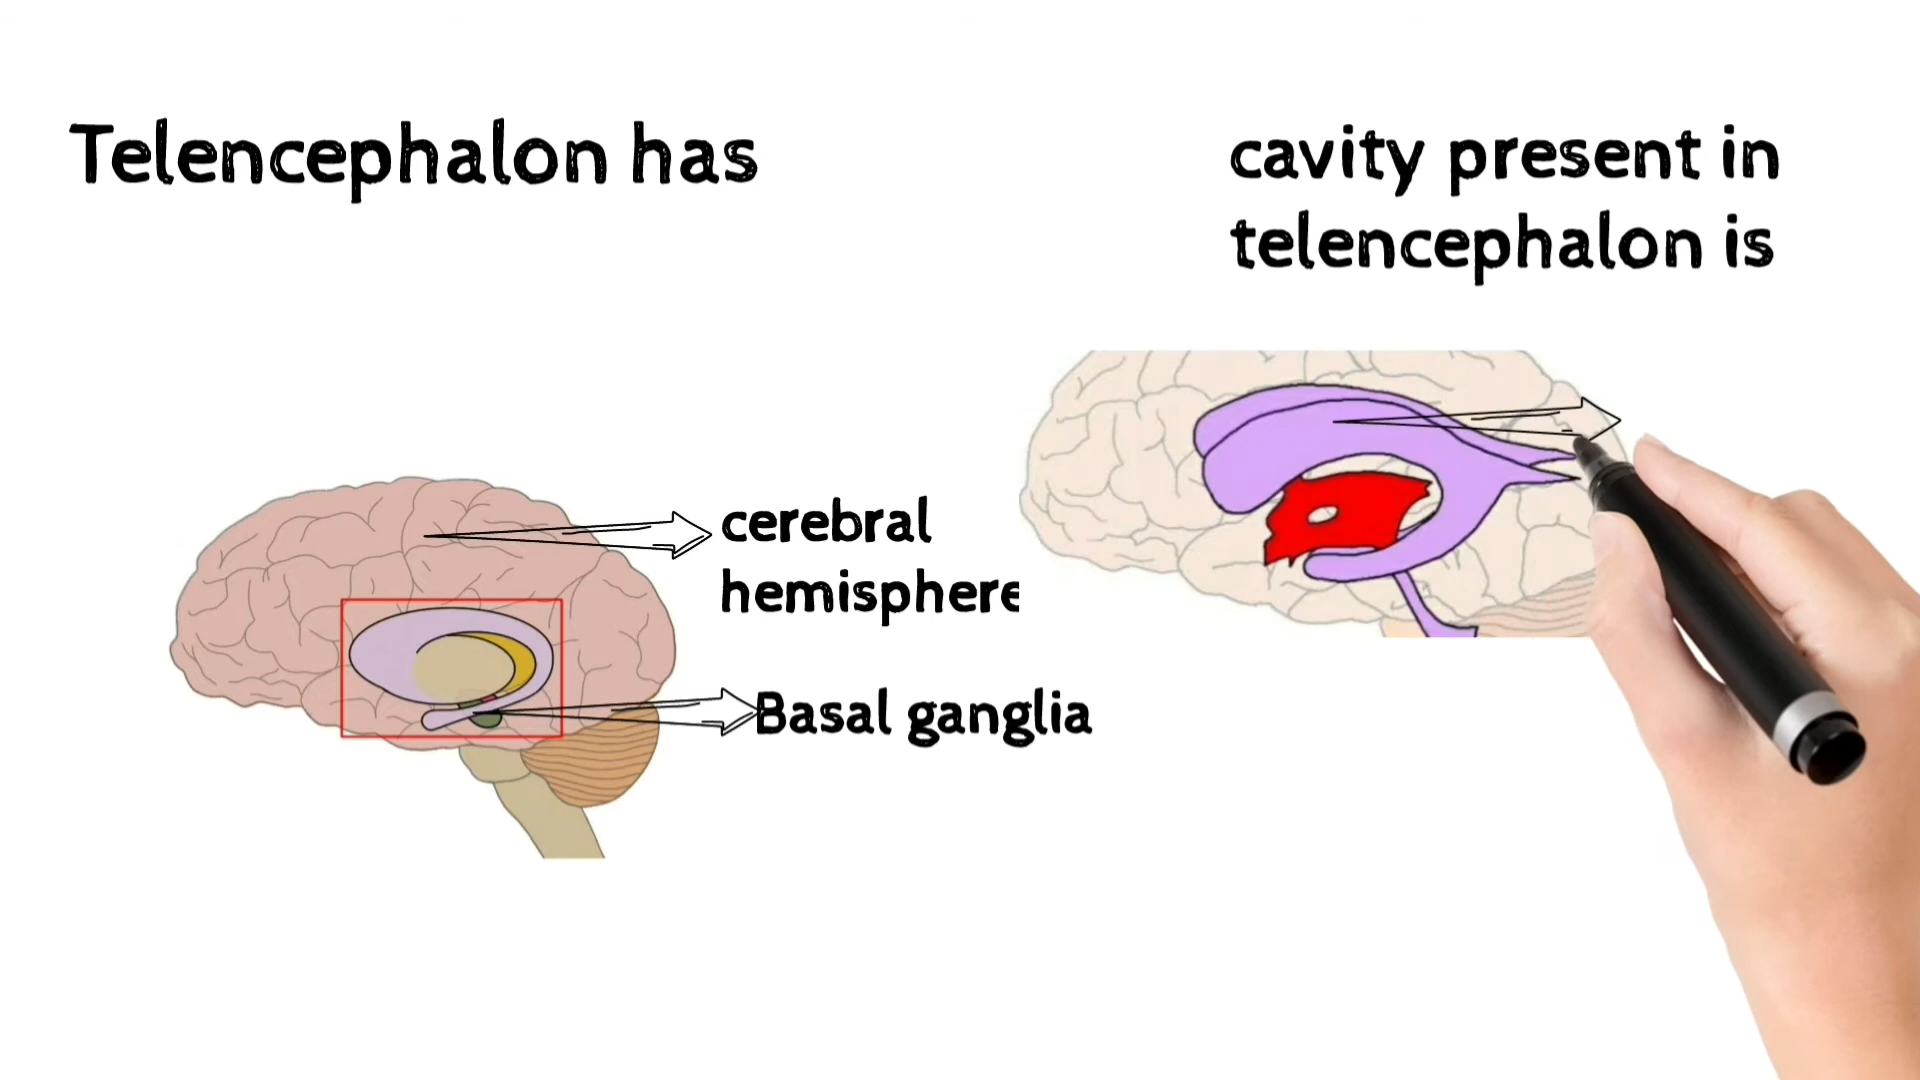 Telencephalon has
cerebral
hemisphere
Basal ganglia
cavity present in
telencephalon is